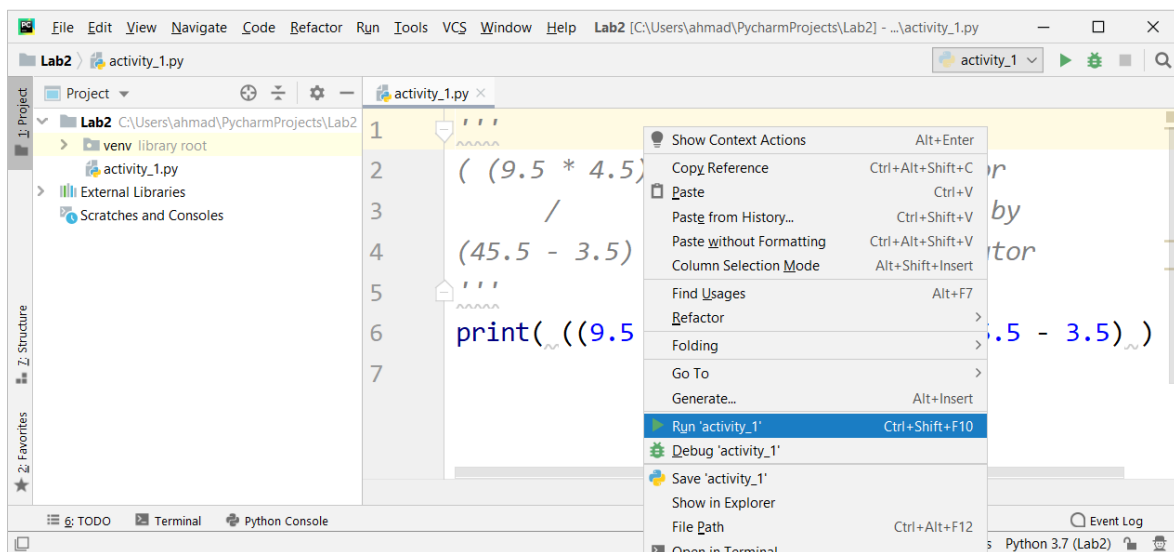 File Edit View Navigate Code Refactor Run Tools VCS Window Help Lab2 [C:\Users\ahmad\PycharmProjects\Lab2] - ...\activity_1.py
Lab2 activity_1.py activity_1
1: Project
Project
Lab2 C:\Users\ahmad\PycharmProjects\Lab2
venv library root
activity_1.py
External Libraries
Scratches and Consoles
Z: Structure
2: Favorites
activity_1.py
1 '''
2 ( (9.5 * 4.5)
3 / by
4 (45.5 - 3.5)
5 '''
6 print( ((9.5 .5 - 3.5) )
7
Show Context Actions Alt+Enter
Copy Reference Ctrl+Alt+Shift+C
Paste Ctrl+V
Paste from History... Ctrl+Shift+V
Paste without Formatting Ctrl+Alt+Shift+V
Column Selection Mode Alt+Shift+Insert
Find Usages Alt+F7
Refactor
Folding
Go To
Generate... Alt+Insert
Run 'activity_1' Ctrl+Shift+F10
Debug 'activity_1'
Save 'activity_1'
Show in Explorer
File Path Ctrl+Alt+F12
Open in Terminal
6: TODO Terminal Python Console Event Log
Python 3.7 (Lab2)